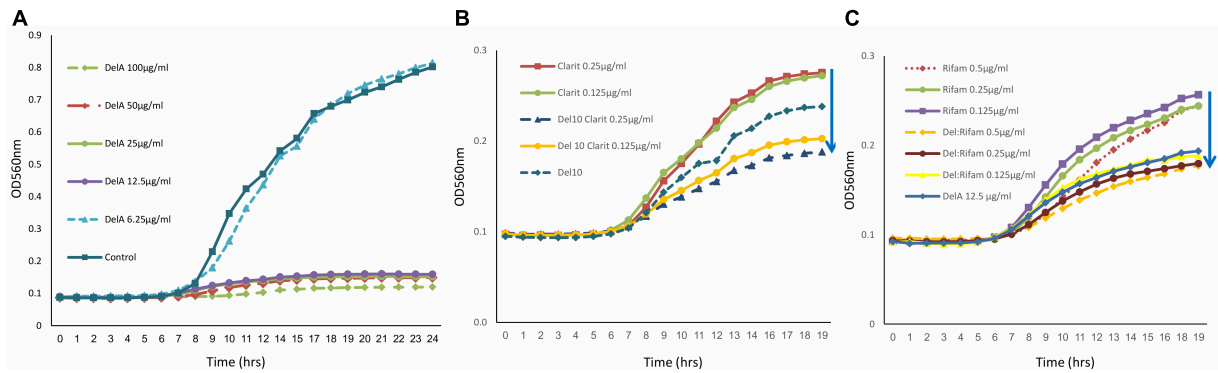 A
OD560nm
0.9
0.8
0.7
0.6
0.5
0.4
0.3
0.2
0.1
0
DelA 100µg/ml
DelA 50µg/ml
DelA 25µg/ml
DelA 12.5µg/ml
DelA 6.25µg/ml
Control
0 1 2 3 4 5 6 7 8 9 10 11 12 13 14 15 17 18 19 20 21 22 23 24
Time (hrs)
B
OD560nm
0.3
0.2
0.1
0.0
Clarit 0.25µg/ml
Clarit 0.125µg/ml
Del10 Clarit 0.25µg/ml
Del 10 Clarit 0.125µg/ml
Del10
0 1 2 3 4 5 6 7 8 9 10 11 12 13 14 15 16 17 18 19
Time (hrs)
C
OD560nm
0.3
0.2
0.1
0
Rifam 0.5µg/ml
Rifam 0.25µg/ml
Rifam 0.125µg/ml
Del:Rifam 0.5µg/ml
Del:Rifam 0.25µg/ml
Del:Rifam 0.125µg/ml
DelA 12.5 µg/ml
0 1 2 3 4 5 6 7 8 9 10 11 12 13 14 15 16 17 18 19
Time (hrs)